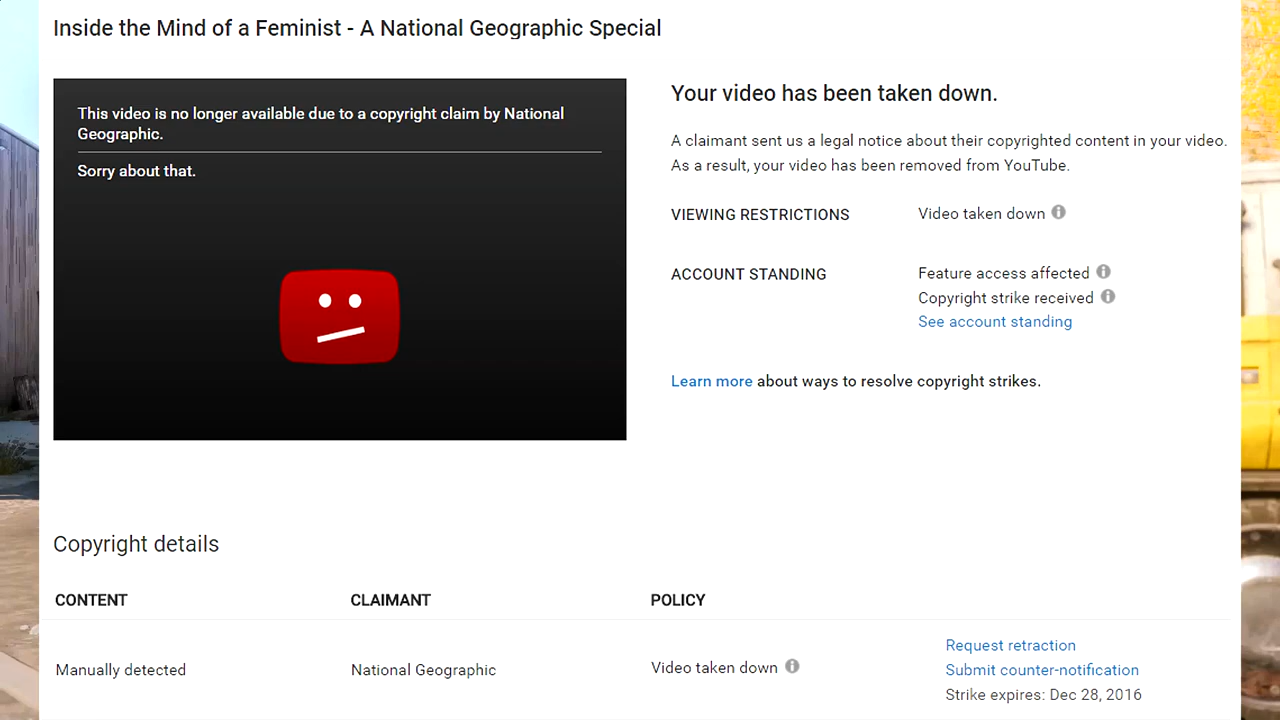 Inside the Mind of a Feminist - A National Geographic Special
This video is no longer available due to a copyright claim by National
Geographic.
Sorry about that.
Your video has been taken down.
A claimant sent us a legal notice about their copyrighted content in your video.
As a result, your video has been removed from YouTube.
VIEWING RESTRICTIONS Video taken down
ACCOUNT STANDING Feature access affected
Copyright strike received
See account standing
Learn more about ways to resolve copyright strikes.
Copyright details
CONTENT CLAIMANT POLICY
Manually detected National Geographic Video taken down
Request retraction
Submit counter-notification
Strike expires: Dec 28, 2016